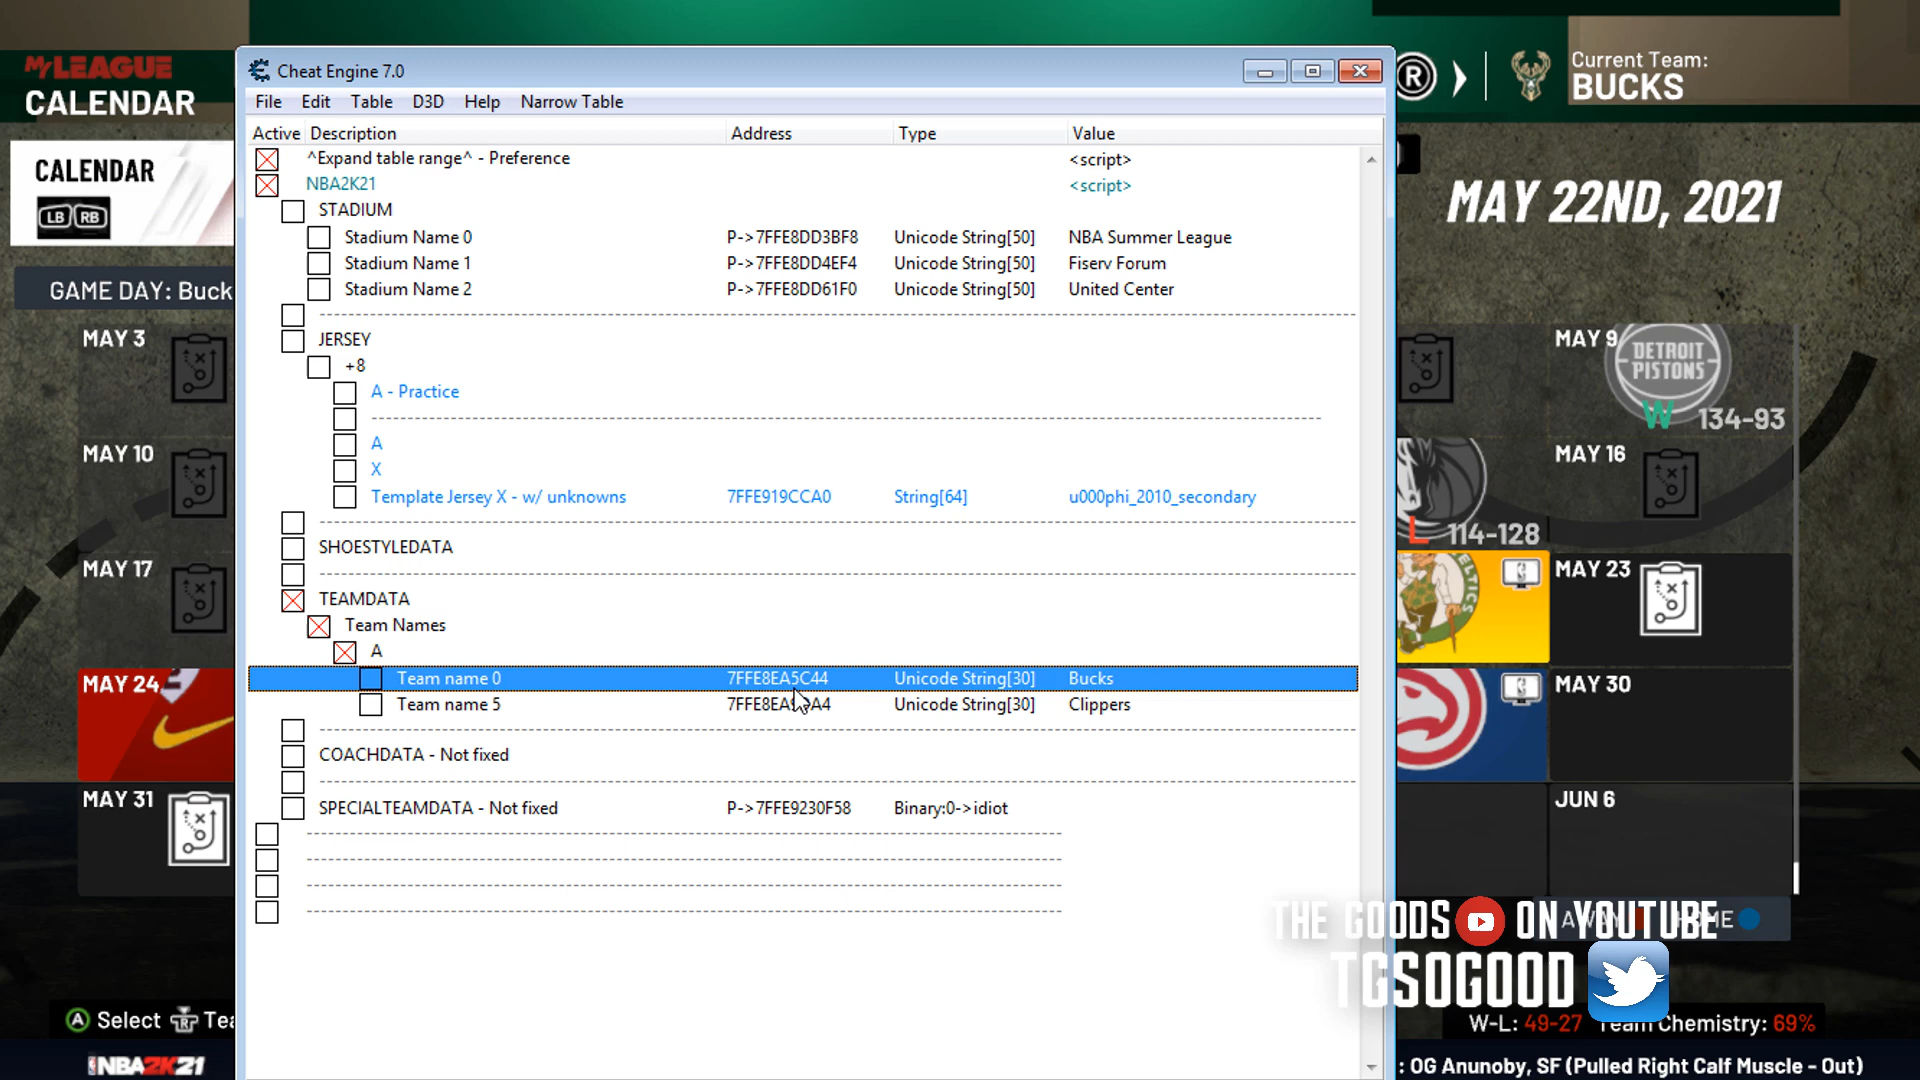 MyLEAGUE
CALENDAR
CALENDAR
LB RB
GAME DAY: Buck
MAY 3
MAY 10
MAY 17
MAY 24
MAY 31
A Select R Tea
NBA2K21
Cheat Engine 7.0
File Edit Table D3D Help Narrow Table
Active Description Address Type Value
^Expand table range^ - Preference <script>
NBA2K21 <script>
STADIUM
Stadium Name 0 P->7FFE8DD3BF8 Unicode String[50] NBA Summer League
Stadium Name 1 P->7FFE8DD4EF4 Unicode String[50] Fiserv Forum
Stadium Name 2 P->7FFE8DD61F0 Unicode String[50] United Center
JERSEY
+8
A - Practice
A
X
Template Jersey X - w/ unknowns 7FFE919CCA0 String[64] u000phi_2010_secondary
SHOESTYLEDATA
TEAMDATA
Team Names
A
Team name 0 7FFE8EA5C44 Unicode String[30] Bucks
Team name 5 Unicode String[30] Clippers
COACHDATA - Not fixed
SPECIALTEAMDATA - Not fixed P->7FFE9230F58 Binary:0->idiot
R
Current Team:
BUCKS
MAY 22ND, 2021
MAY 9
DETROIT
PISTONS
W 134-93
MAY 16
L 114-128
MAY 23
MAY 30
JUN 6
AWAY HOME
THE GOODS ON YOUTUBE
TGSOGOOD
W-L: 49-27 Team Chemistry: 69%
: OG Anunoby, SF (Pulled Right Calf Muscle - Out)